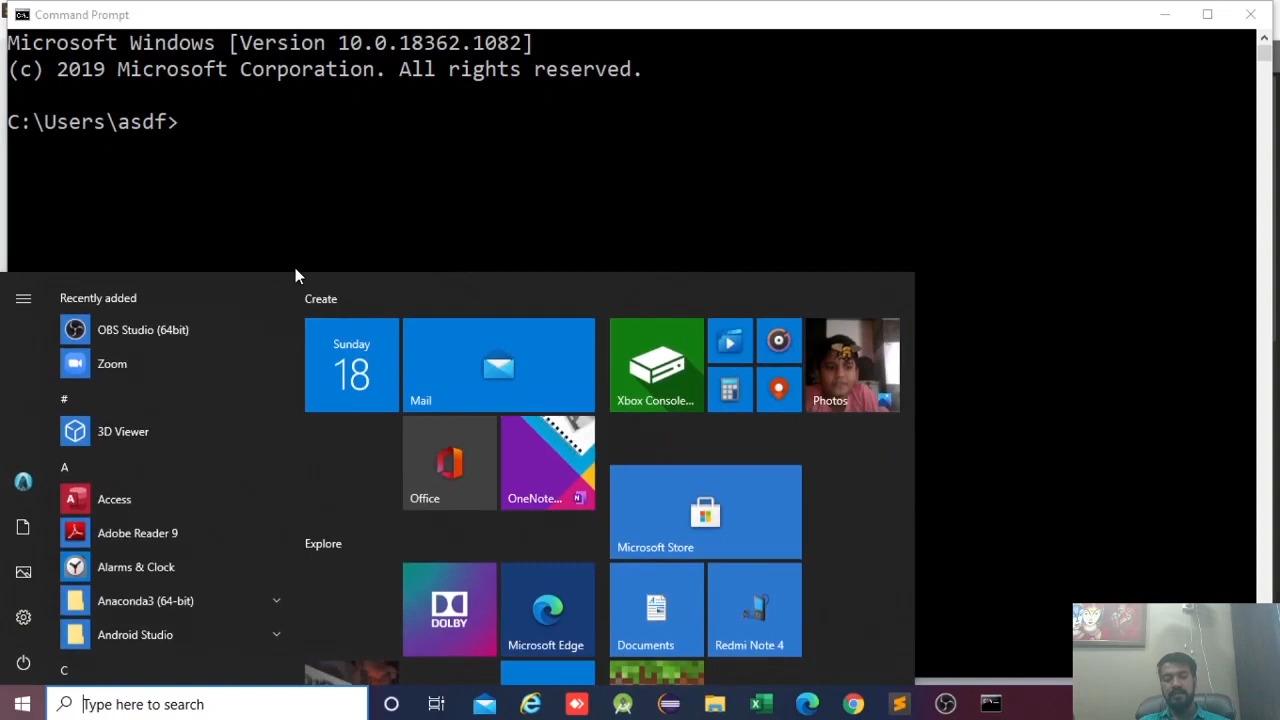 Command Prompt
Microsoft Windows [Version 10.0.18362.1082]
(c) 2019 Microsoft Corporation. All rights reserved.
C:\Users\asdf>
Recently added
OBS Studio (64bit)
Zoom
#
3D Viewer
A
Access
Adobe Reader 9
Alarms & Clock
Anaconda3 (64-bit)
Android Studio
C
Create
Sunday
18
Mail
Xbox Console...
Photos
Office
OneNote...
Microsoft Store
Explore
DOLBY
Microsoft Edge
Documents
Redmi Note 4
Type here to search